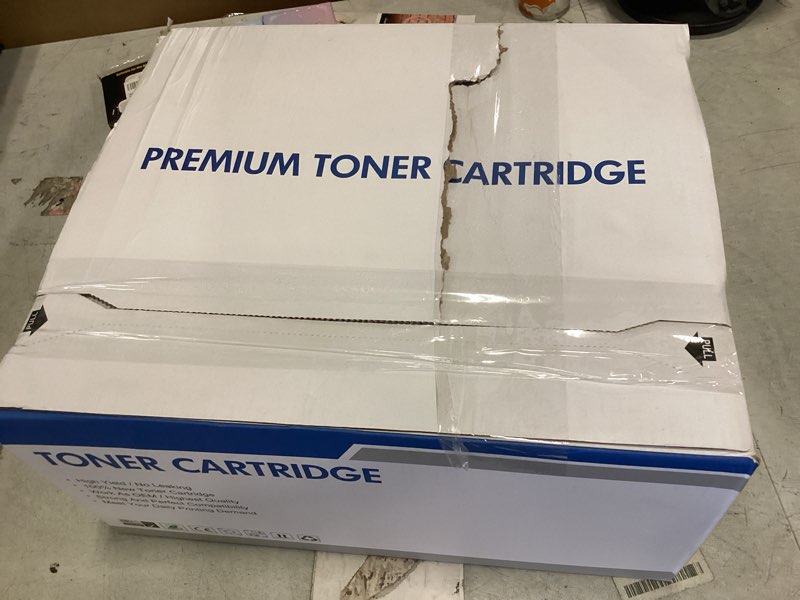 PREMIUM TONER CARTRIDGE
PULL
PULL
TONER CARTRIDGE
• High Yield / No Leaking
• 100% New Toner Cartridge
• Work As OEM / Highest Quality
• Strong And Perfect Compatibility
• Meet Your Daily Printing Demand
CE